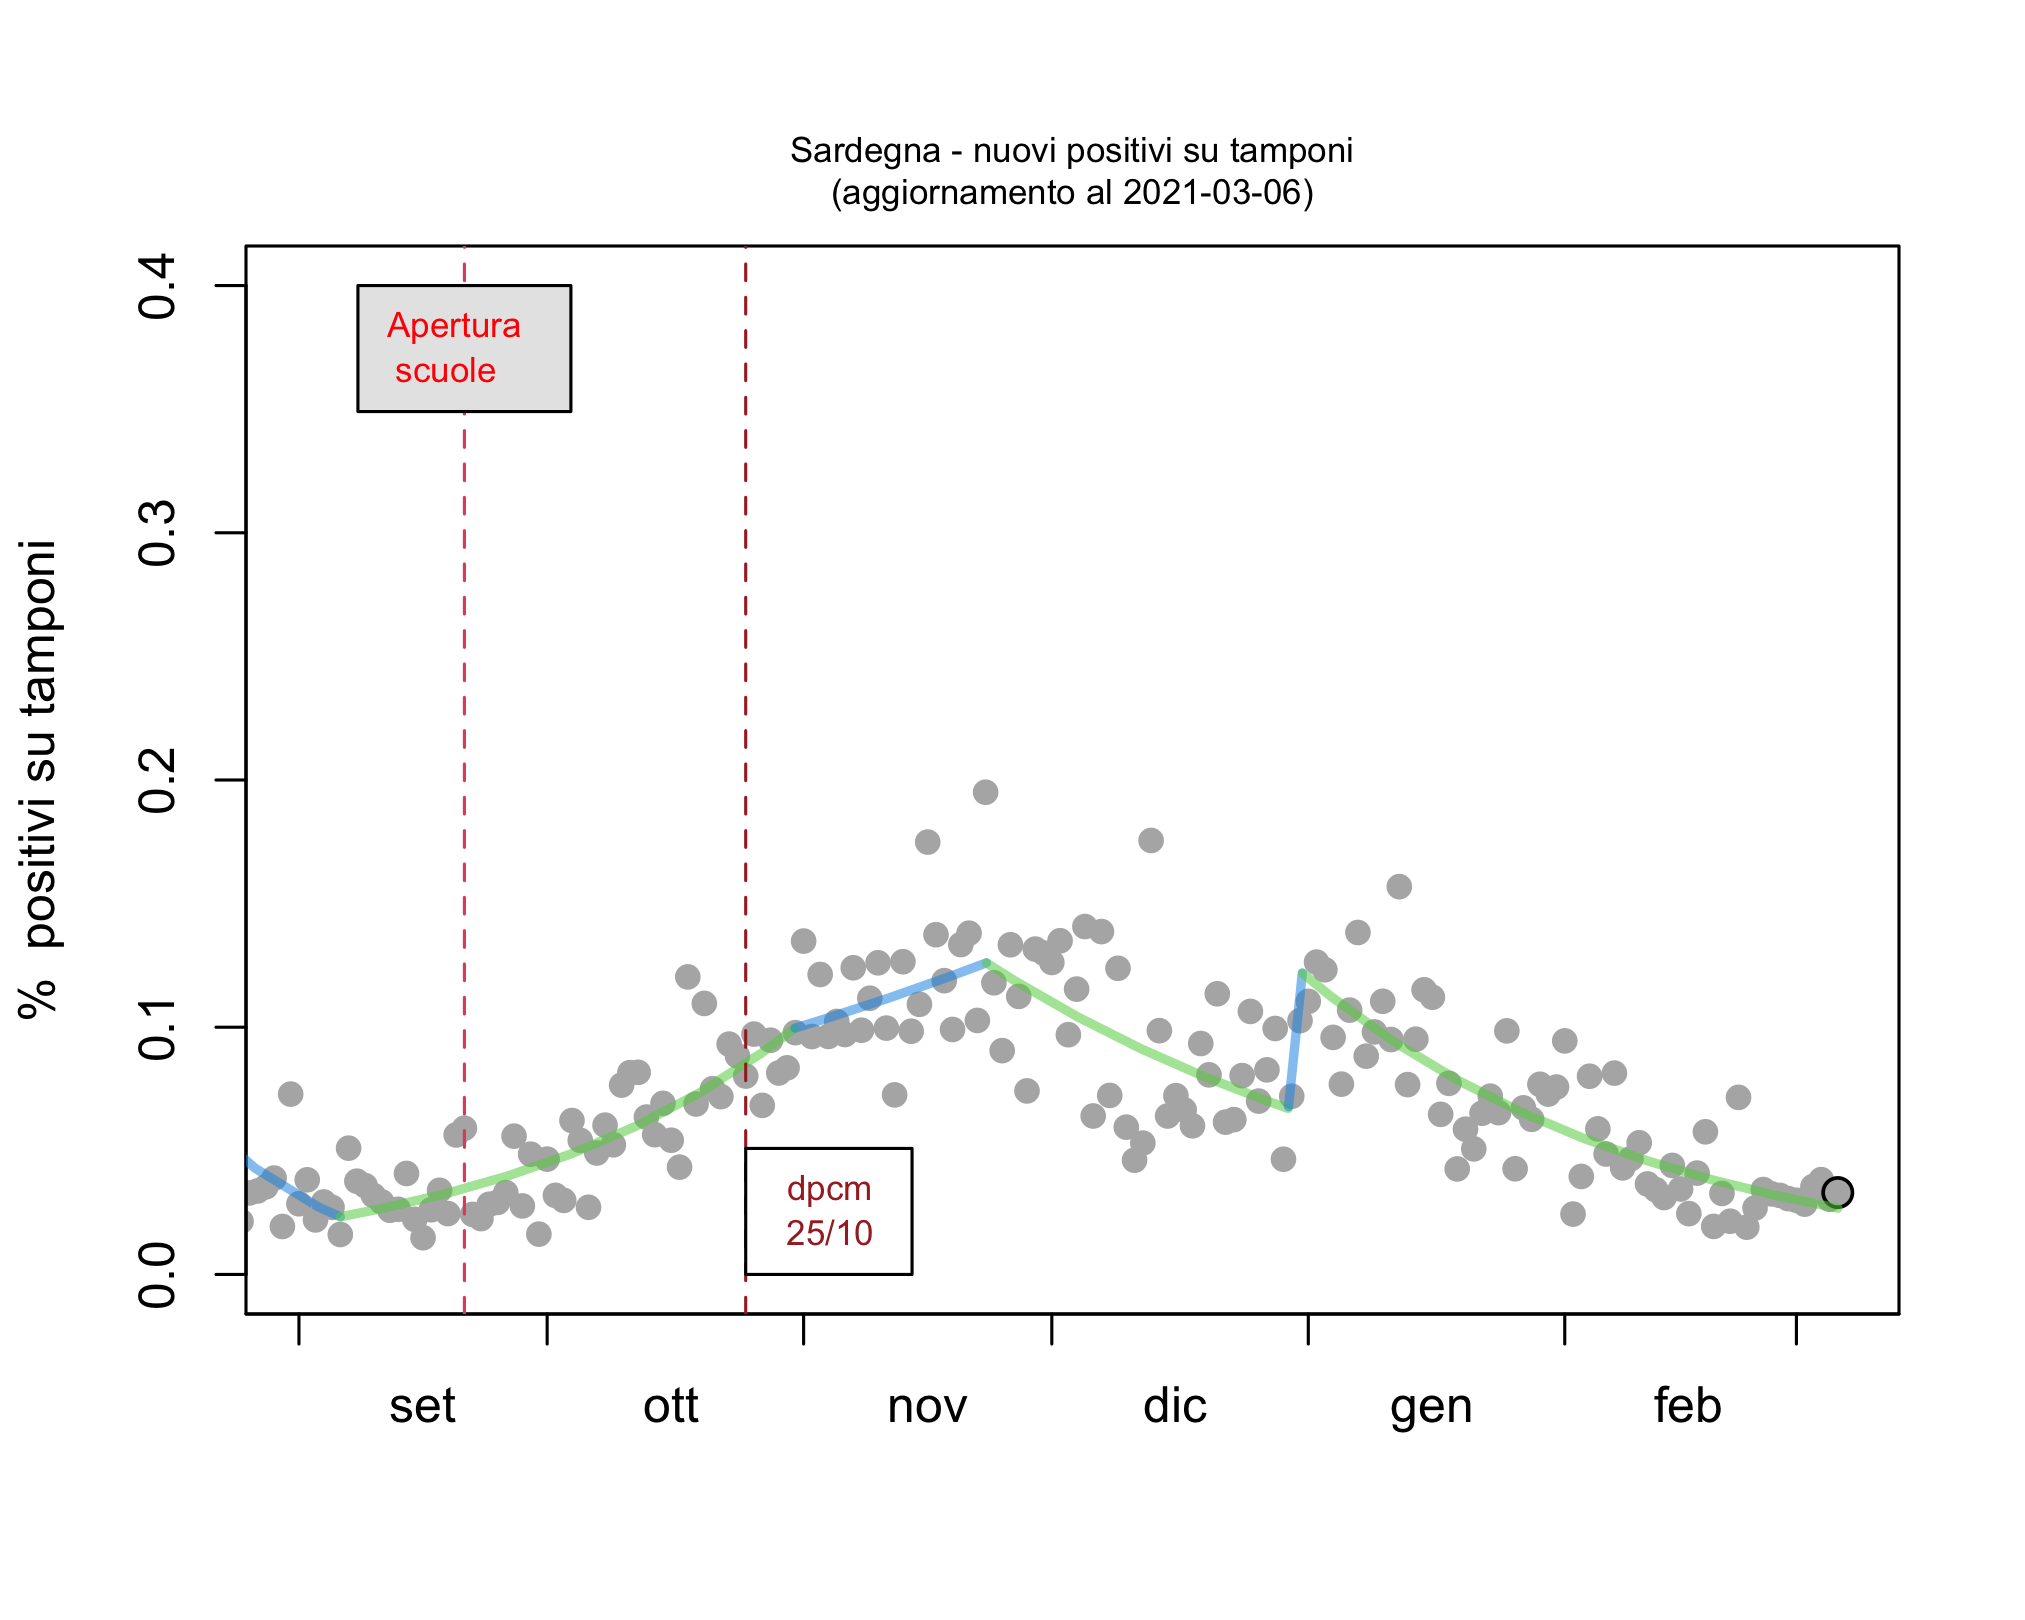 Sardegna - nuovi positivi su tamponi
(aggiornamento al 2021-03-06)
% positivi su tamponi
0.4
0.3
0.2
0.1
0.0
Apertura
scuole
dpcm
25/10
set ott nov dic gen feb